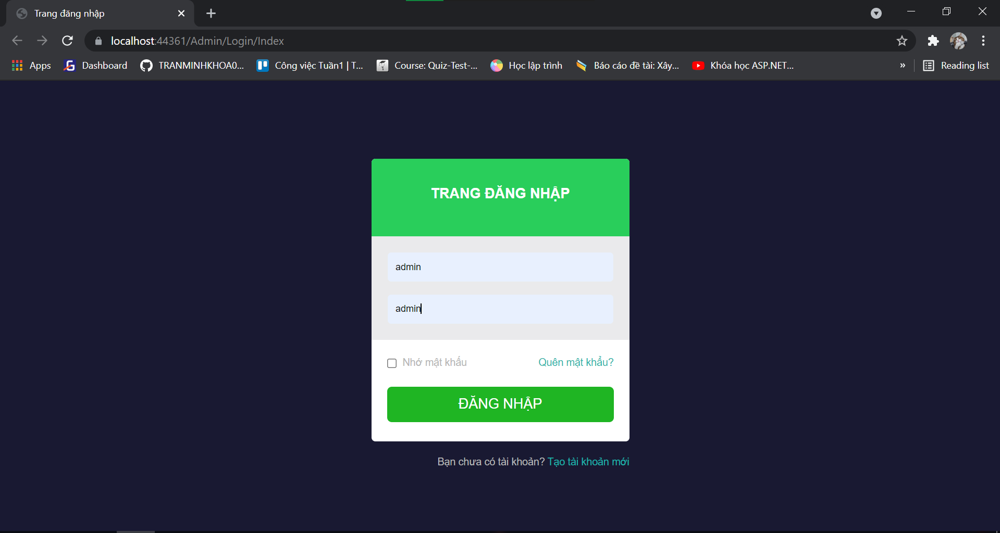 Trang đăng nhập
localhost:44361/Admin/Login/Index
Apps Dashboard TRANMINHKHOA0... Công việc Tuần1 | T... Course: Quiz-Test-... Học lập trình Báo cáo đề tài: Xây... Khóa học ASP.NET... » Reading list
TRANG ĐĂNG NHẬP
admin
admin
Nhớ mật khẩu Quên mật khẩu?
ĐĂNG NHẬP
Bạn chưa có tài khoản? Tạo tài khoản mới